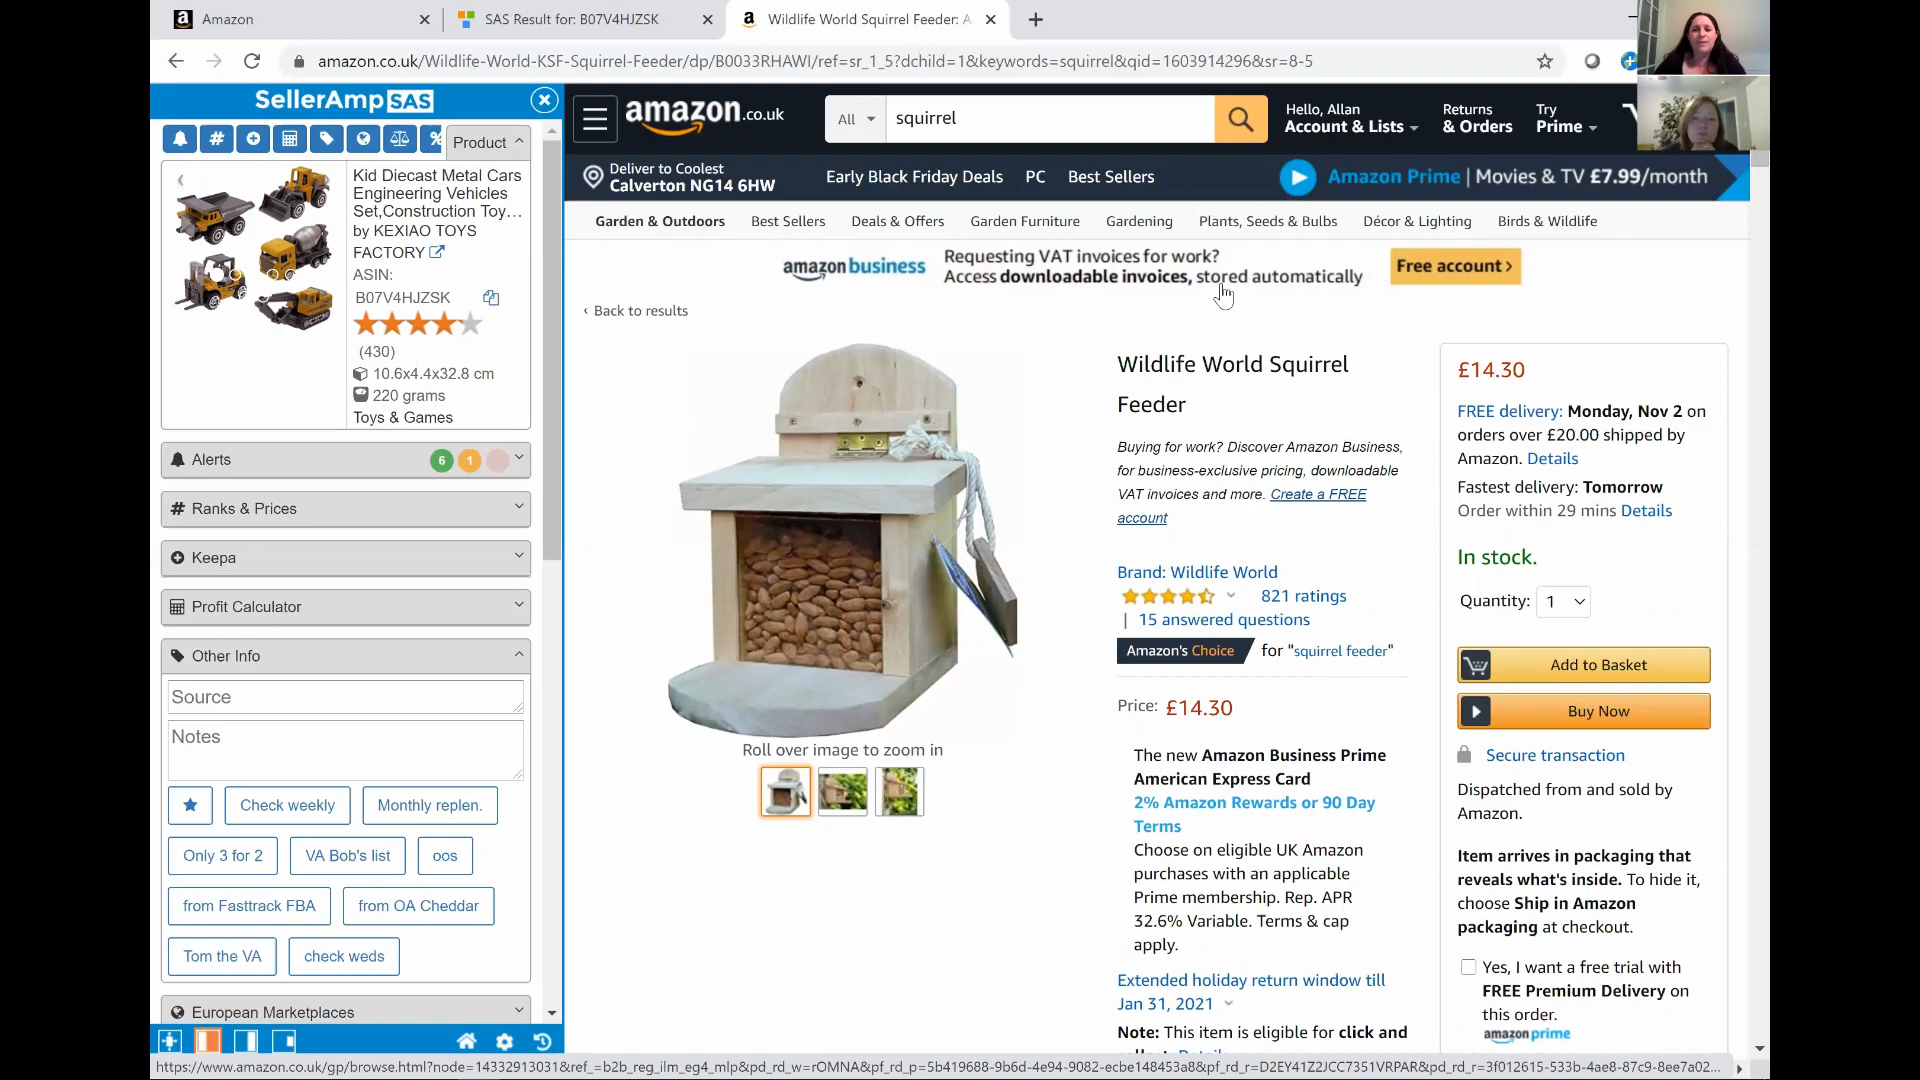 Amazon
SAS Result for: B07V4HJZSK
Wildlife World Squirrel Feeder: A
amazon.co.uk/Wildlife-World-KSF-Squirrel-Feeder/dp/B0033RHAWI/ref=sr_1_5?dchild=1&keywords=squirrel&qid=1603914296&sr=8-5
SellerAmp SAS
Product
Kid Diecast Metal Cars
Engineering Vehicles
Set,Construction Toy...
by KEXIAO TOYS
FACTORY
ASIN:
B07V4HJZSK
(430)
10.6x4.4x32.8 cm
220 grams
Toys & Games
Alerts
6 1
Ranks & Prices
Keepa
Profit Calculator
Other Info
Source
Notes
Check weekly
Monthly replen.
Only 3 for 2
VA Bob's list
oos
from Fasttrack FBA
from OA Cheddar
Tom the VA
check weds
European Marketplaces
amazon.co.uk
All
squirrel
Hello, Allan
Account & Lists
Returns
& Orders
Try
Prime
Deliver to Coolest
Calverton NG14 6HW
Early Black Friday Deals
PC
Best Sellers
Amazon Prime | Movies & TV £7.99/month
Garden & Outdoors
Best Sellers
Deals & Offers
Garden Furniture
Gardening
Plants, Seeds & Bulbs
Décor & Lighting
Birds & Wildlife
amazon business
Requesting VAT invoices for work?
Access downloadable invoices, stored automatically
Free account ›
‹ Back to results
Roll over image to zoom in
Wildlife World Squirrel
Feeder
Buying for work? Discover Amazon Business,
for business-exclusive pricing, downloadable
VAT invoices and more. Create a FREE
account
Brand: Wildlife World
821 ratings
| 15 answered questions
Amazon's Choice for "squirrel feeder"
Price: £14.30
The new Amazon Business Prime
American Express Card
2% Amazon Rewards or 90 Day
Terms
Choose on eligible UK Amazon
purchases with an applicable
Prime membership. Rep. APR
32.6% Variable. Terms & cap
apply.
Extended holiday return window till
Jan 31, 2021
Note: This item is eligible for click and
£14.30
FREE delivery: Monday, Nov 2 on
orders over £20.00 shipped by
Amazon. Details
Fastest delivery: Tomorrow
Order within 29 mins Details
In stock.
Quantity: 1
Add to Basket
Buy Now
Secure transaction
Dispatched from and sold by
Amazon.
Item arrives in packaging that
reveals what's inside. To hide it,
choose Ship in Amazon
packaging at checkout.
Yes, I want a free trial with
FREE Premium Delivery on
this order.
amazon prime
https://www.amazon.co.uk/gp/browse.html?node=14332913031&ref_=b2b_reg_ilm_eg4_mlp&pd_rd_w=rOMNA&pf_rd_p=5b419688-9b6d-4e94-9082-ecbe148453a8&pf_rd_r=D2EY41Z2JCC7351VRPAR&pd_rd_r=3f012615-533b-4ae8-87c9-8ee7a02...